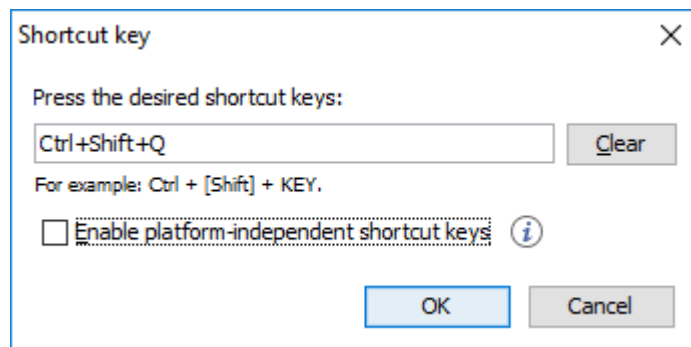 Shortcut key
Press the desired shortcut keys:
Ctrl+Shift+Q
Clear
For example: Ctrl + [Shift] + KEY.
Enable platform-independent shortcut keys
OK
Cancel